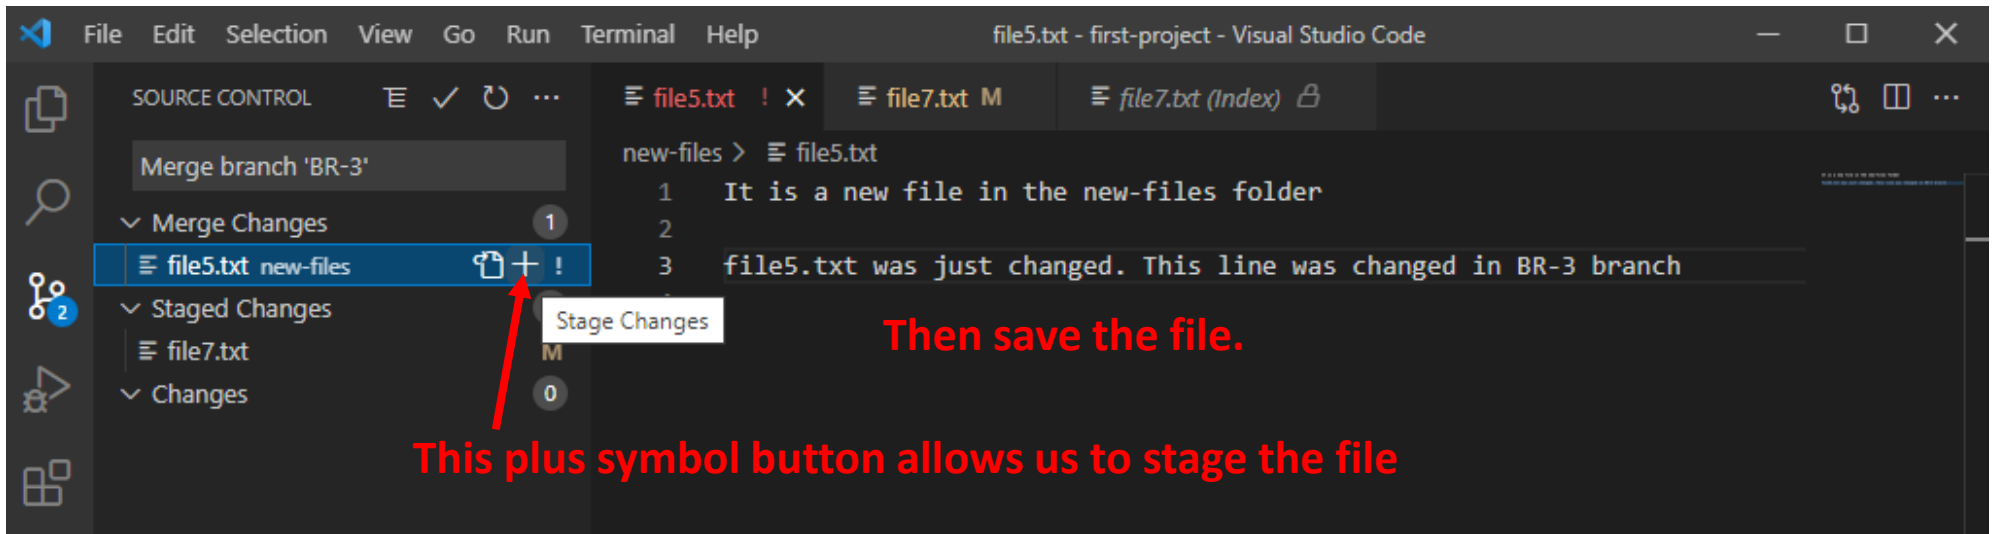 File Edit Selection View Go Run Terminal Help file5.txt - first-project - Visual Studio Code
SOURCE CONTROL
file5.txt ! file7.txt M file7.txt (Index)
Merge branch 'BR-3'
new-files > file5.txt
1 It is a new file in the new-files folder
Merge Changes 1
2
file5.txt new-files !
3 file5.txt was just changed. This line was changed in BR-3 branch
2
Staged Changes
Stage Changes
Then save the file.
file7.txt M
Changes 0
This plus symbol button allows us to stage the file